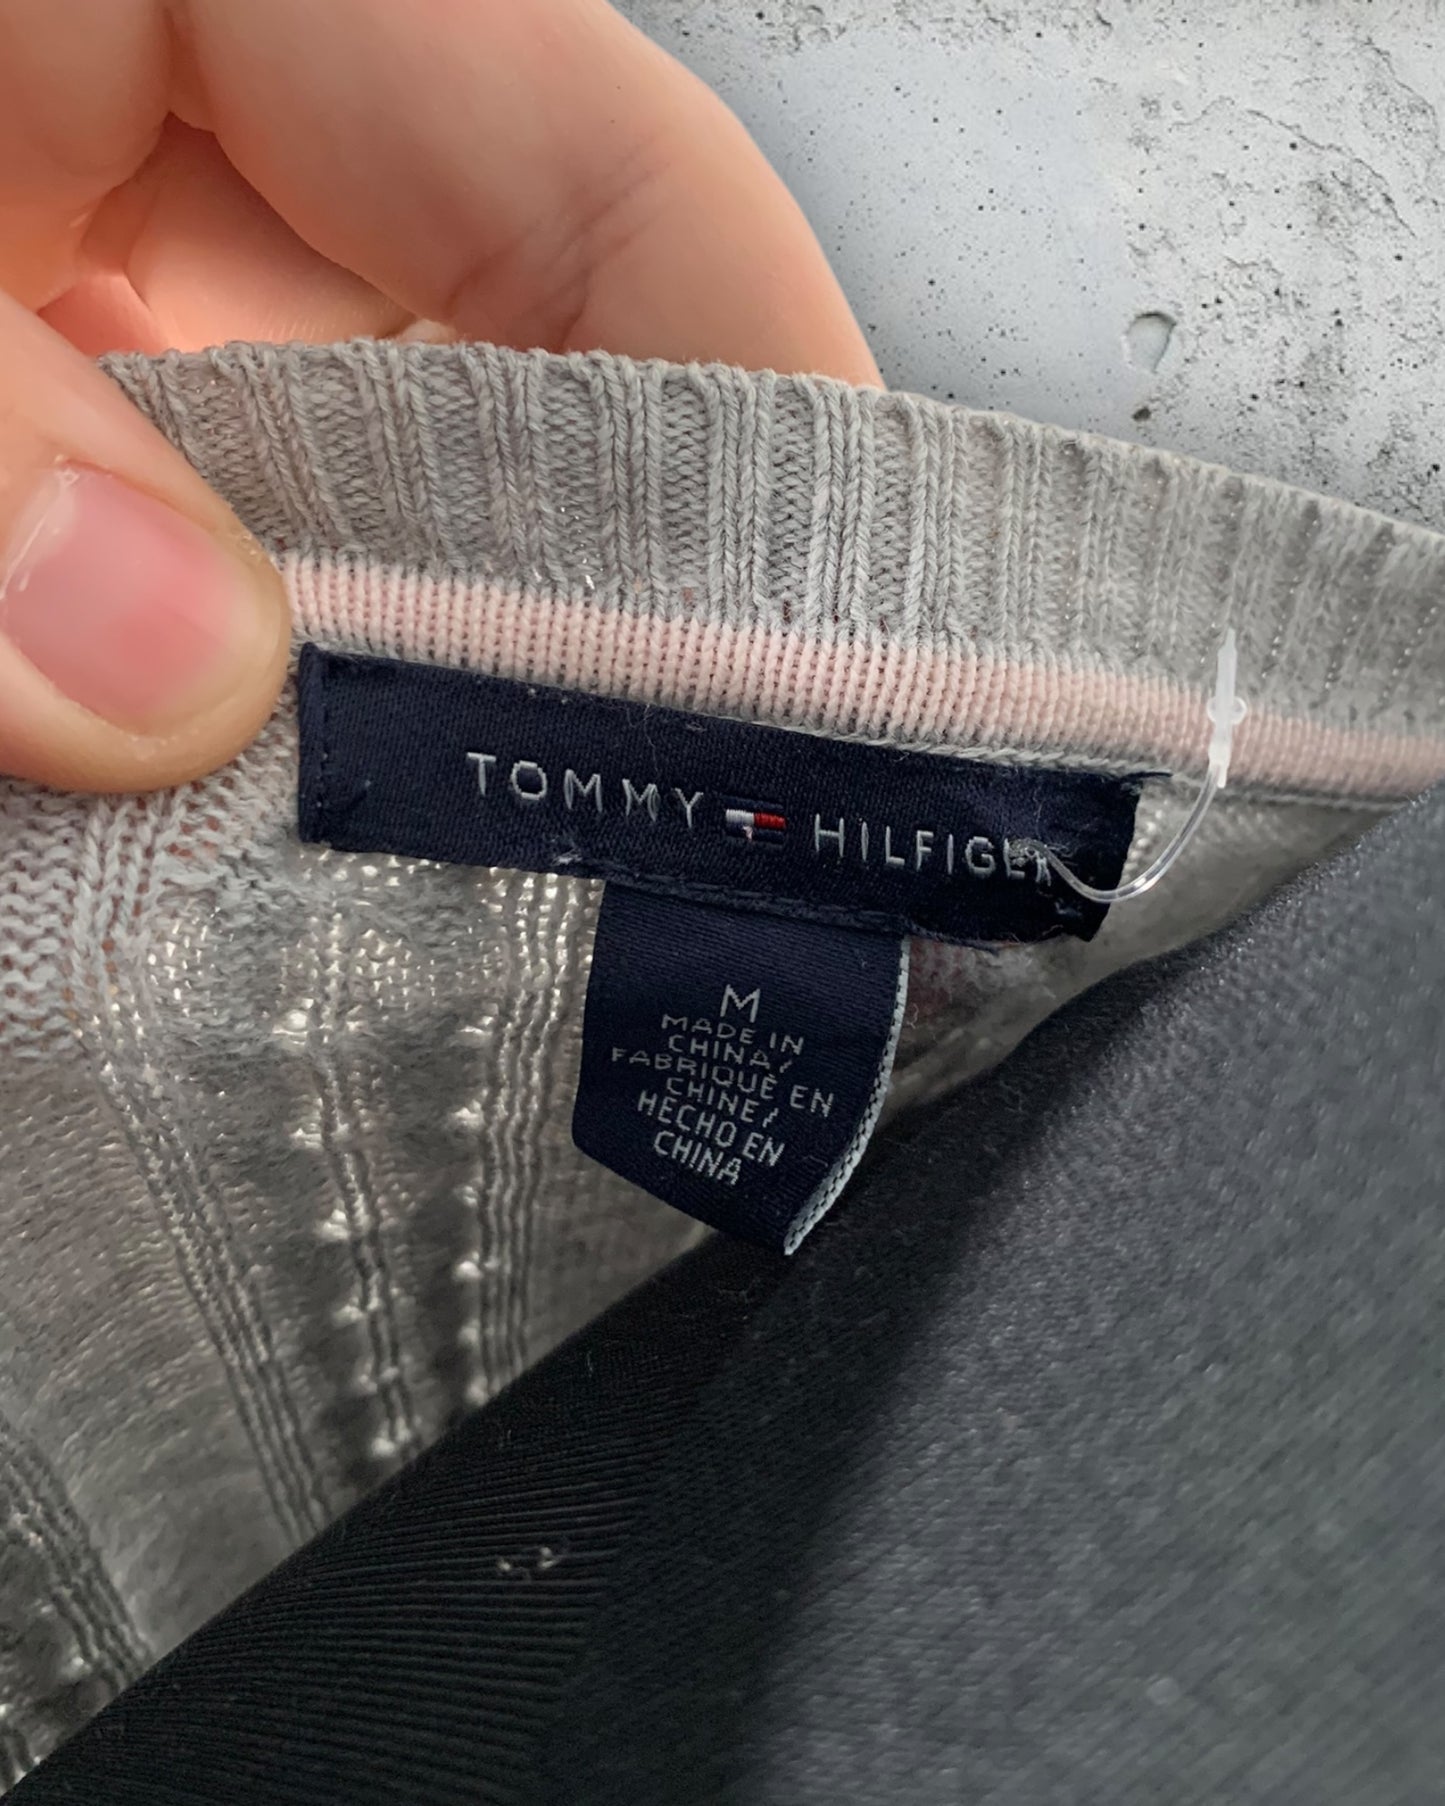 TOMMY HILFIGER
M
MADE IN
CHINA/
FABRIQUÉ EN
CHINE/
HECHO EN
CHINA